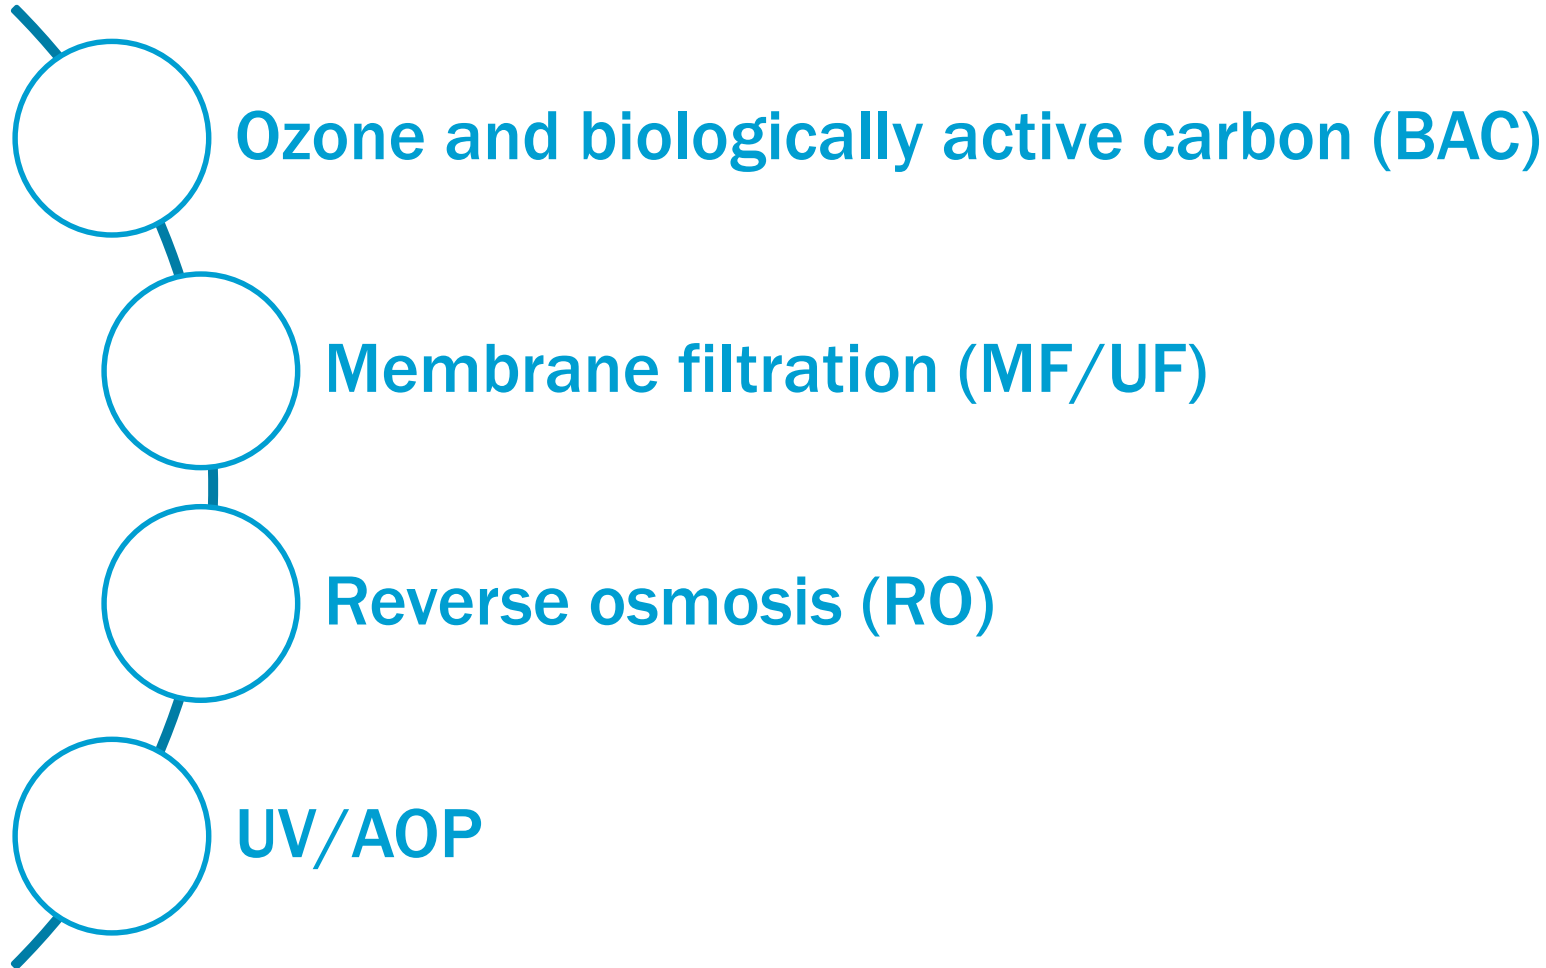 Ozone and biologically active carbon (BAC)
Membrane filtration (MF/UF)
Reverse osmosis (RO)
UV/AOP